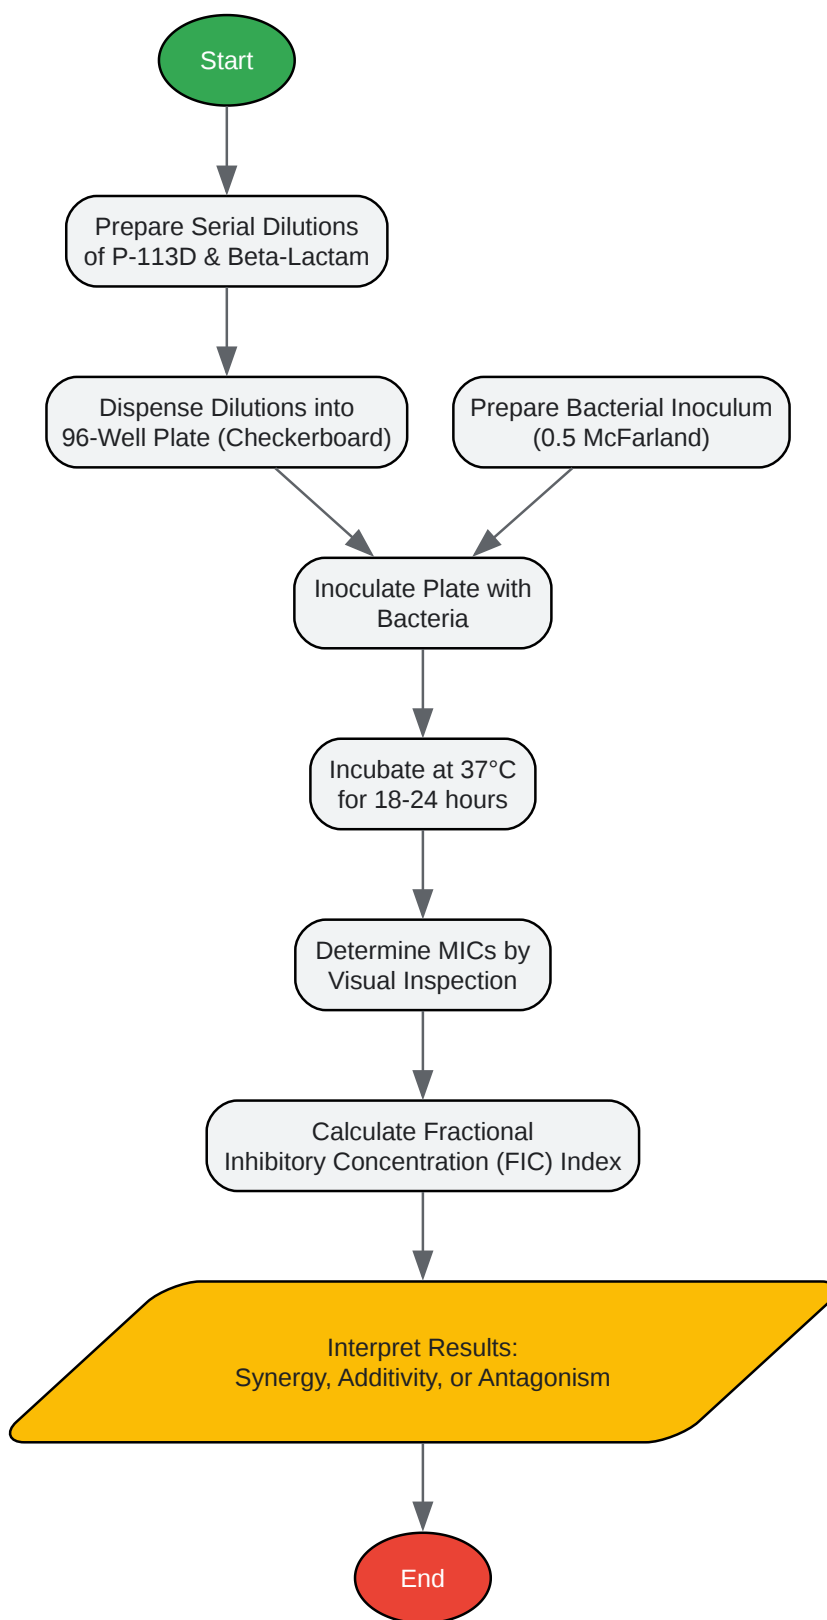 Start
Prepare Serial Dilutions
of P-113D & Beta-Lactam
Dispense Dilutions into
96-Well Plate (Checkerboard)
Prepare Bacterial Inoculum
(0.5 McFarland)
Inoculate Plate with
Bacteria
Incubate at 37°C
for 18-24 hours
Determine MICs by
Visual Inspection
Calculate Fractional
Inhibitory Concentration (FIC) Index
Interpret Results:
Synergy, Additivity, or Antagonism
End